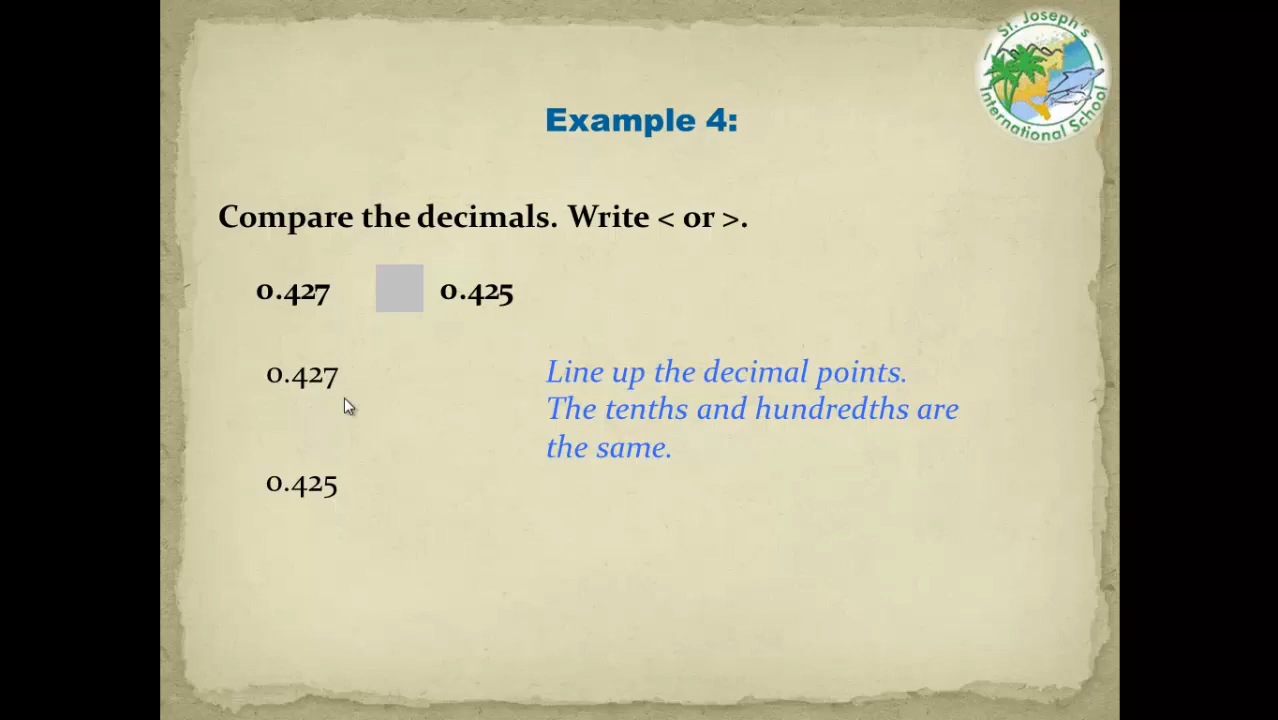 St. Joseph's
International School
Example 4:
Compare the decimals. Write < or >.
0.427 0.425
0.427
Line up the decimal points.
The tenths and hundredths are
the same.
0.425